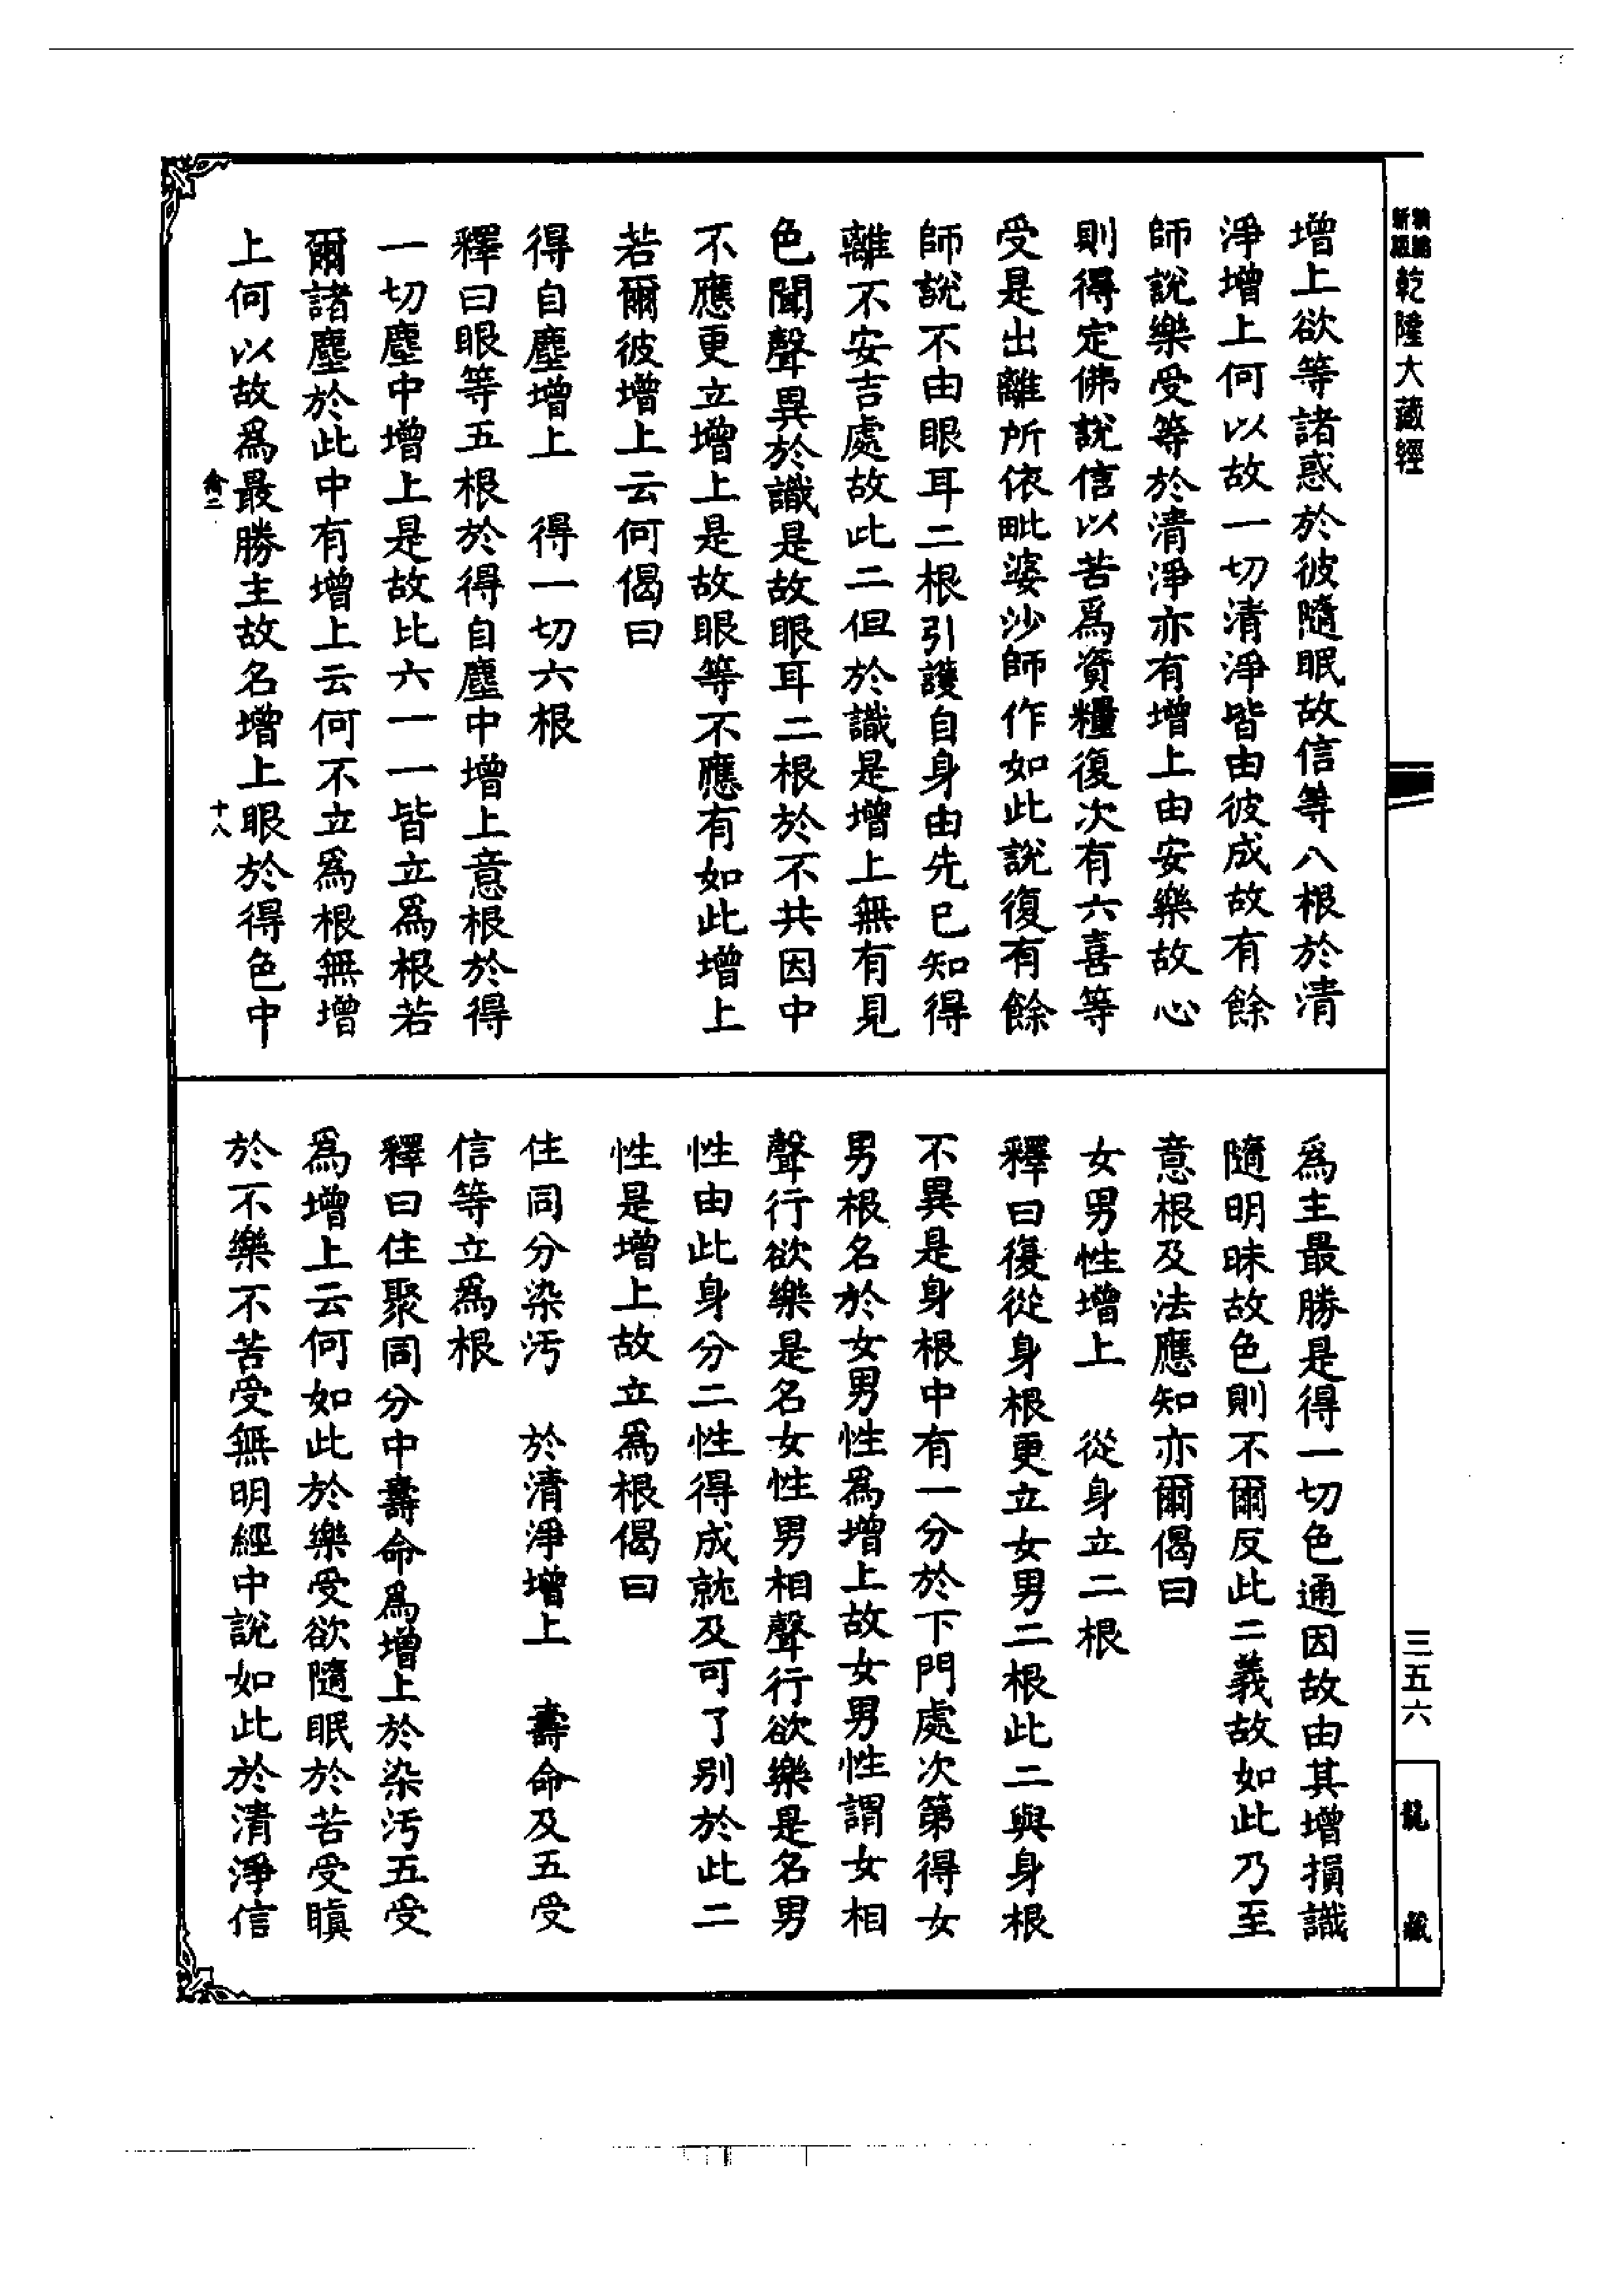 乾隆大藏經
增上欲等諸惑於彼隨眠故信等八根於清
淨增上何以故一切清淨皆由彼成故有餘
師說樂受等於清淨亦有增上由安樂故心
則得定佛說信以苦為資糧復次有六喜等
受是出離所依毗婆沙師作如此說復有餘
師說不由眼耳二根引護自身由先已知得
離不安吉處故此二但於識是增上無有見
色聞聲異於識是故眼耳二根於不共因中
不應更立增上是故眼等不應有如此增上
若爾彼增上云何偈曰
得自塵增上　得一切六根
釋曰眼等五根於得自塵中增上意根於得
一切塵中增上是故比六一一皆立為根若
爾諸塵於此中有增上云何不立為根無增
上何以故為最勝主故名增上眼於得色中
十八
為主最勝是得一切色通因故由其增損識
隨明昧故色則不爾反此二義故如此乃至
意根及法應知亦爾偈曰
女男性增上　從身立二根
釋曰復從身根更立女男二根此二與身根
不異是身根中有一分於下門處次第得女
男根名於女男性為增上故女男性謂女相
聲行欲樂是名女性男相聲行欲樂是名男
性由此身分二性得成就及可了別於此二
性是增上故立為根偈曰
住同分染污　於清淨增上　壽命及五受
信等立為根
釋曰住聚同分中壽命為增上於染污五受
為增上云何如此於樂受欲隨眠於苦受瞋
於不樂不苦受無明經中說如此於清淨信
三五六
龍藏